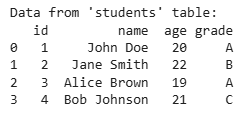 Data from 'students' table:
id name age grade
0 1 John Doe 20 A
1 2 Jane Smith 22 B
2 3 Alice Brown 19 A
3 4 Bob Johnson 21 C